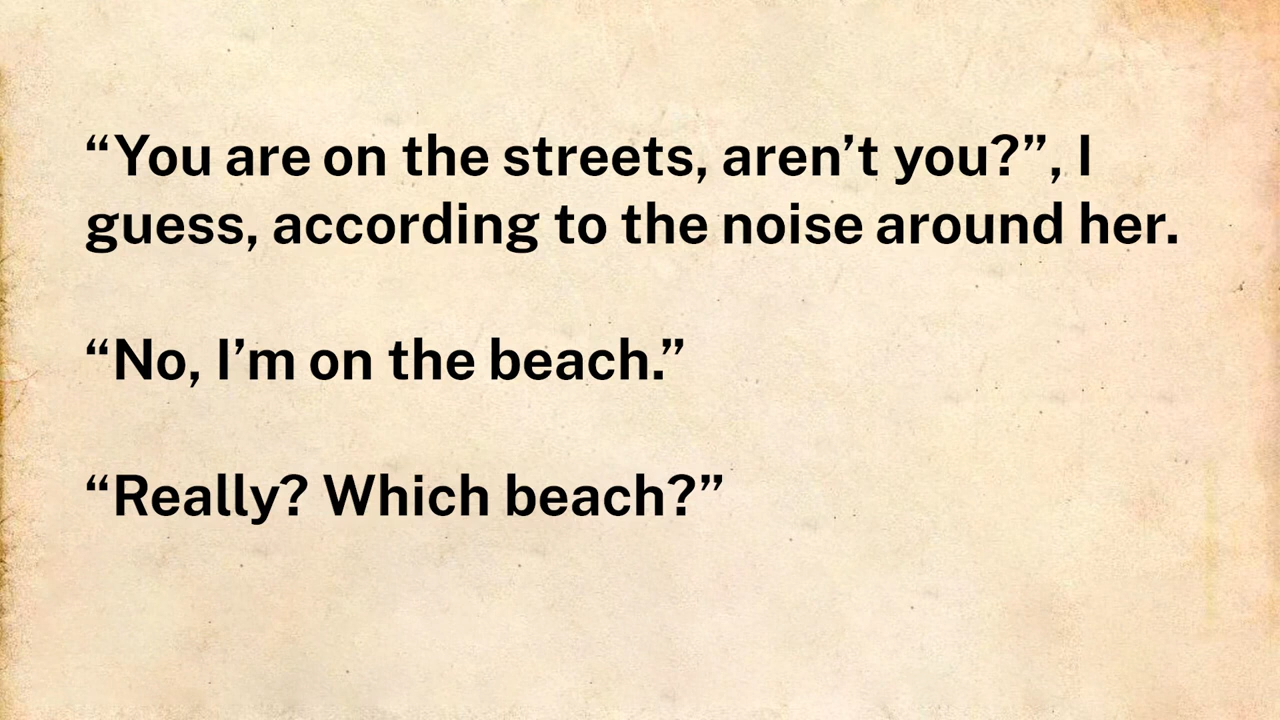 “You are on the streets, aren’t you?”, I
guess, according to the noise around her.
“No, I’m on the beach.”
“Really? Which beach?”